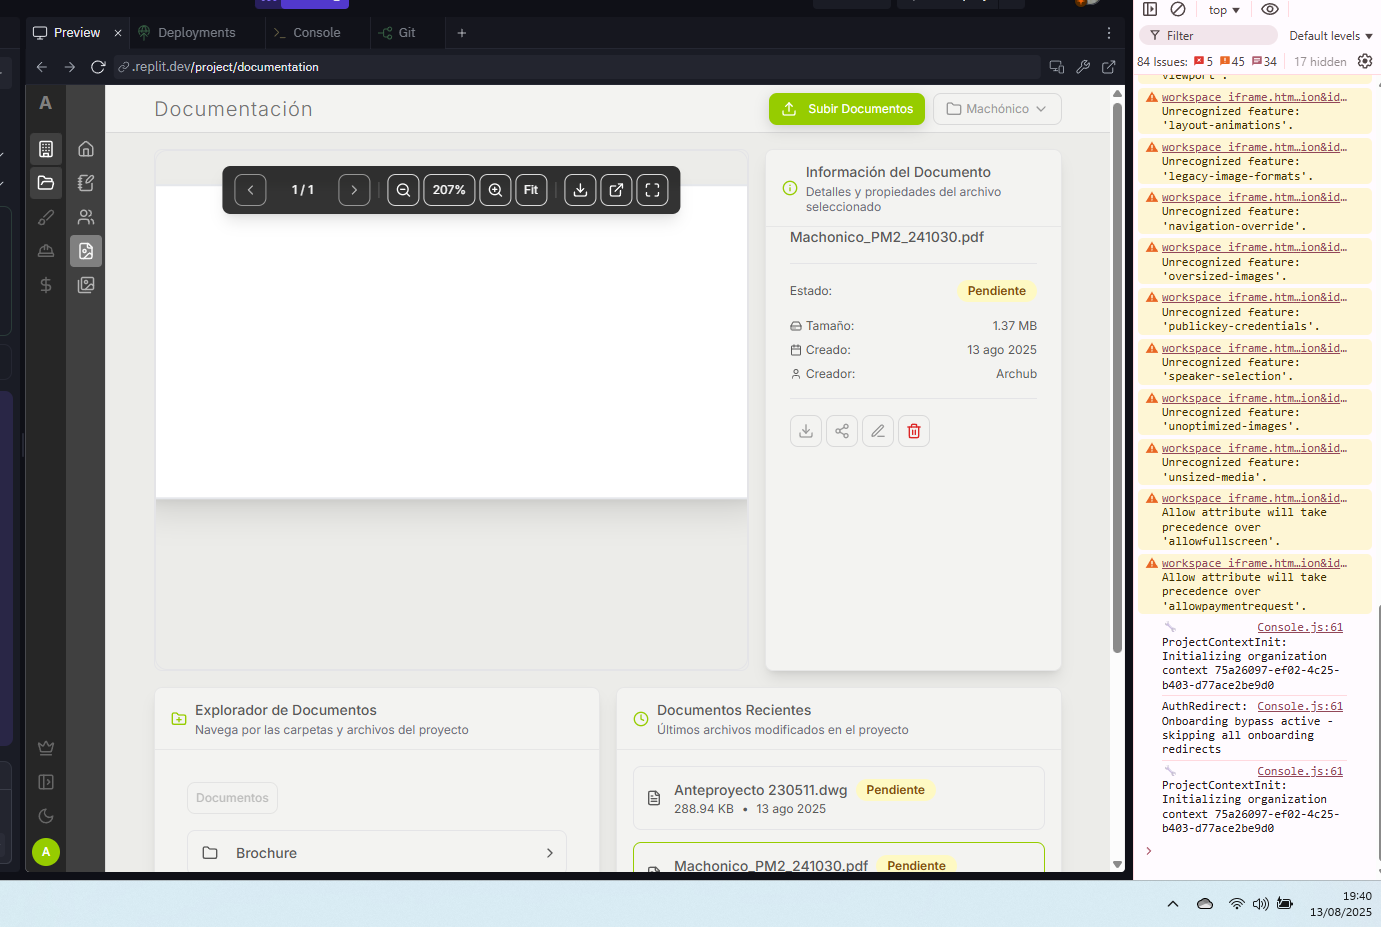 Preview
Deployments
Console
Git
.replit.dev/project/documentation
A
Documentación
Subir Documentos
Machónico
1 / 1
207%
Fit
Información del Documento
Detalles y propiedades del archivo
seleccionado
Machonico_PM2_241030.pdf
Estado:
Pendiente
Tamaño:
1.37 MB
Creado:
13 ago 2025
Creador:
Archub
Explorador de Documentos
Navega por las carpetas y archivos del proyecto
Documentos
Brochure
Documentos Recientes
Últimos archivos modificados en el proyecto
Anteproyecto 230511.dwg
Pendiente
288.94 KB • 13 ago 2025
Machonico_PM2_241030.pdf
Pendiente
A
top
Filter
Default levels
84 Issues:
5
45
34
17 hidden
viewport'.
workspace_iframe.htm…ion&id…
Unrecognized feature:
'layout-animations'.
workspace_iframe.htm…ion&id…
Unrecognized feature:
'legacy-image-formats'.
workspace_iframe.htm…ion&id…
Unrecognized feature:
'navigation-override'.
workspace_iframe.htm…ion&id…
Unrecognized feature:
'oversized-images'.
workspace_iframe.htm…ion&id…
Unrecognized feature:
'publickey-credentials'.
workspace_iframe.htm…ion&id…
Unrecognized feature:
'speaker-selection'.
workspace_iframe.htm…ion&id…
Unrecognized feature:
'unoptimized-images'.
workspace_iframe.htm…ion&id…
Unrecognized feature:
'unsized-media'.
workspace_iframe.htm…ion&id…
Allow attribute will take
precedence over
'allowfullscreen'.
workspace_iframe.htm…ion&id…
Allow attribute will take
precedence over
'allowpaymentrequest'.
Console.js:61
ProjectContextInit:
Initializing organization
context 75a26097-ef02-4c25-
b403-d77ace2be9d0
AuthRedirect: Console.js:61
Onboarding bypass active -
skipping all onboarding
redirects
Console.js:61
ProjectContextInit:
Initializing organization
context 75a26097-ef02-4c25-
b403-d77ace2be9d0
19:40
13/08/2025